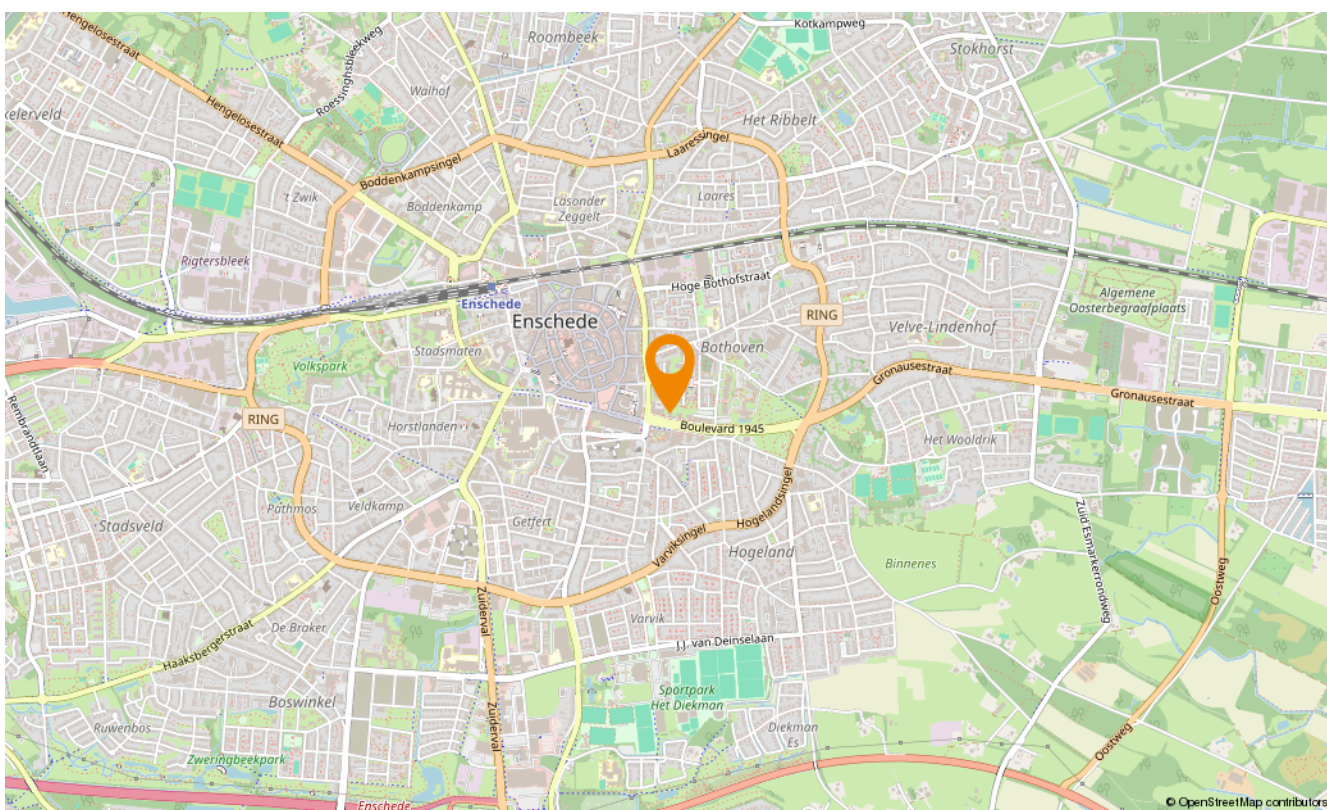 Kotkampweg
Hengelosestraat
Roessinghsbleekweg
Roombeek
Stokhorst
Walhof
kelerveld
Hengelosestraat
Het Ribbelt
Laaressingel
Boddenkampsingel
't Zwik
Boddenkamp
Lasonder
Zeggelt
Laares
Rigtersbleek
Hoge Bothofstraat
Enschede
Algemene
Oosterbegraafplaats
Enschede
RING
Velve-Lindenhof
Stadsmaten
Bothoven
Volkspark
Gronausestraat
Gronausestraat
Rembrandtlaan
RING
Horstlanden
Boulevard 1945
Het Wooldrik
Stadsveld
Pathmos
Veldkamp
Getfert
Hogelandsingel
Varviksingel
Hogeland
Zuid Esmarkerrondweg
Binnenes
Oostweg
Zuiderval
Varvik
De Braker
Haaksbergerstraat
J.J. van Deinselaan
Sportpark
Het Diekman
Boswinkel
Ruwenbos
Zuiderval
Diekman
Es
Oostweg
Zweringbeekpark
Enschede
© OpenStreetMap contributors